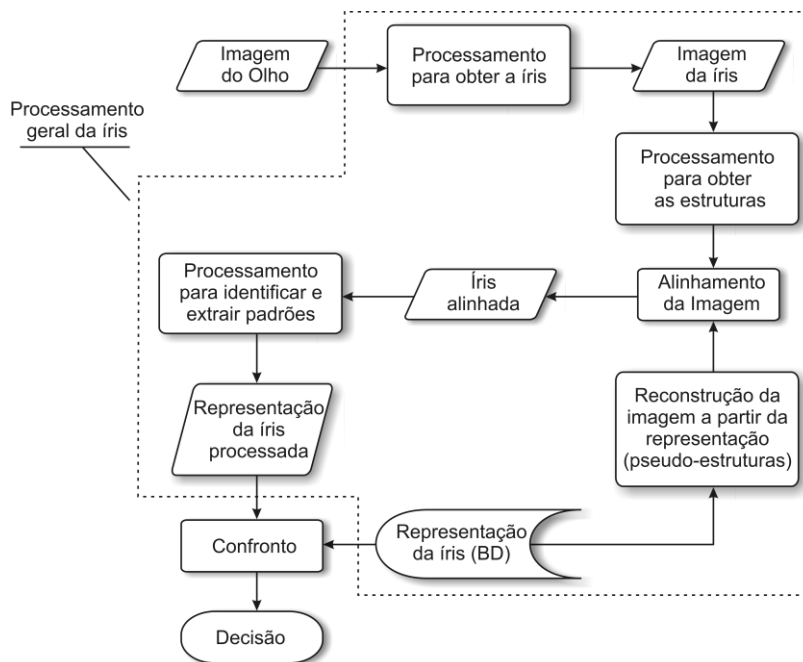 Imagem
do Olho
Processamento
para obter a íris
Imagem
da íris
Processamento
geral da íris
Processamento
para obter
as estruturas
Processamento
para identificar e
extrair padrões
Íris
alinhada
Alinhamento
da Imagem
Representação
da íris
processada
Reconstrução da
imagem a partir da
representação
(pseudo-estruturas)
Confronto
Representação
da íris (BD)
Decisão